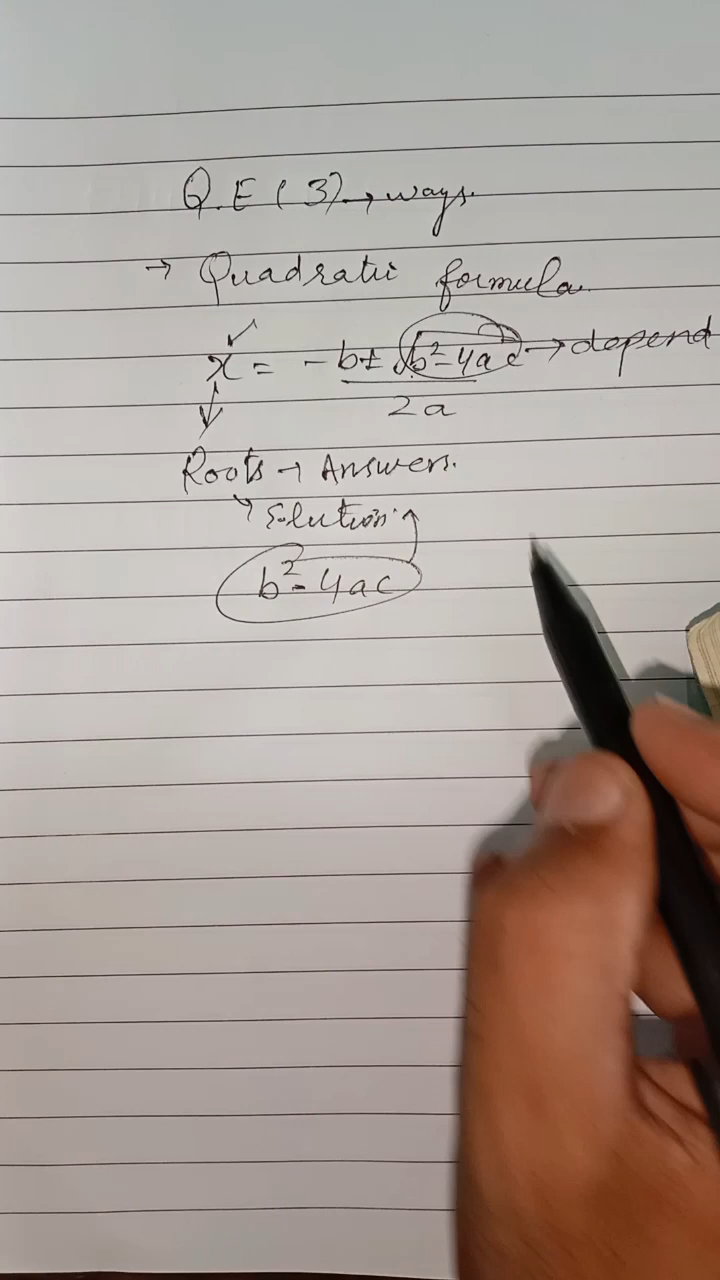 Q.E (3) → ways.
→ Quadratic formula.
x = -b ± √b² - 4ac → depend
2a
Roots → Answers.
↘ Solution.
b² - 4ac